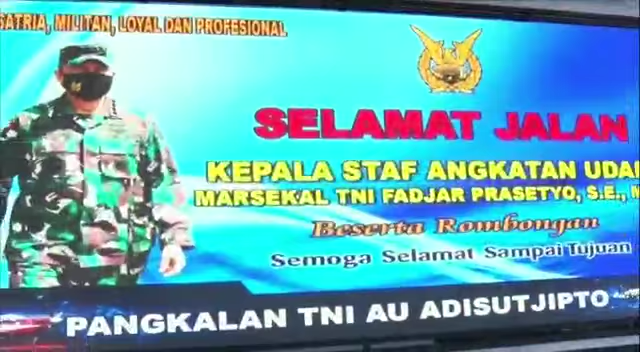 SATRIA, MILITAN, LOYAL DAN PROFESIONAL
SELAMAT JALAN
KEPALA STAF ANGKATAN
MARSEKAL TNI FADJAR PRASETYO, S.E.,
Beserta Rombongan
Semoga Selamat Sampai Tujuan
PANGKALAN TNI AU ADISUTJIPTO